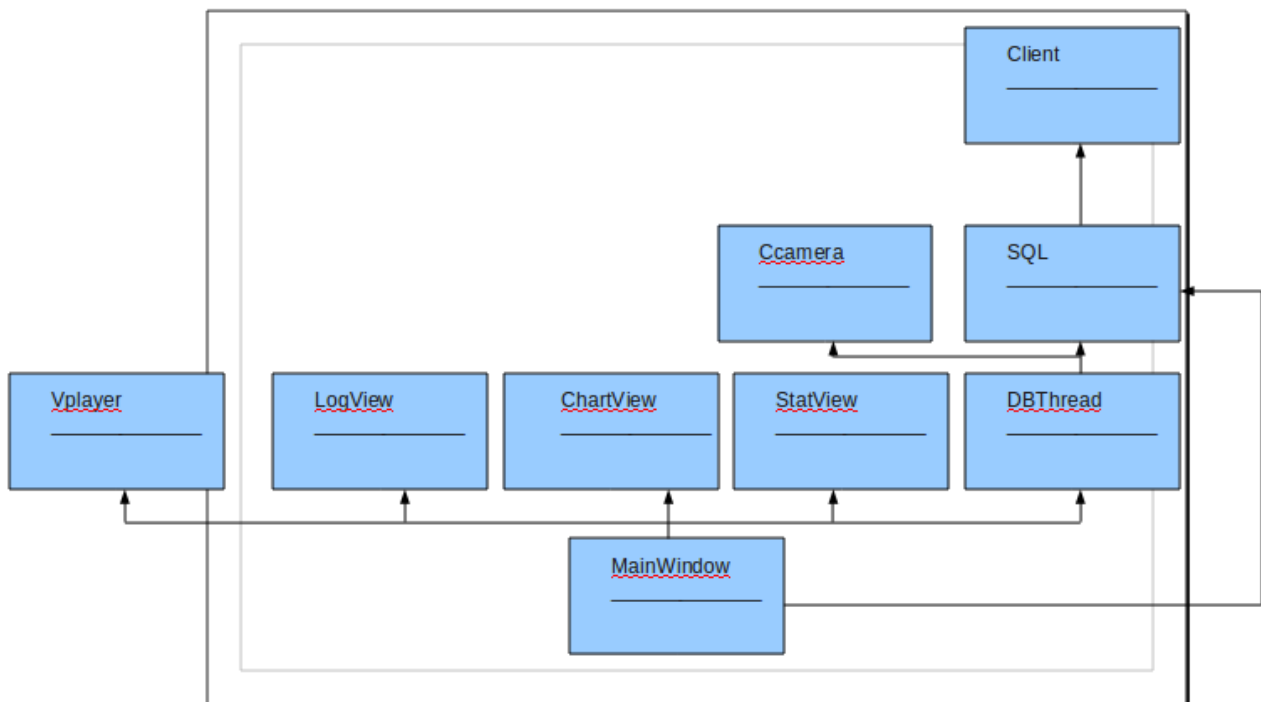 Client
Ccamera
SQL
Vplayer
LogView
ChartView
StatView
DBThread
MainWindow